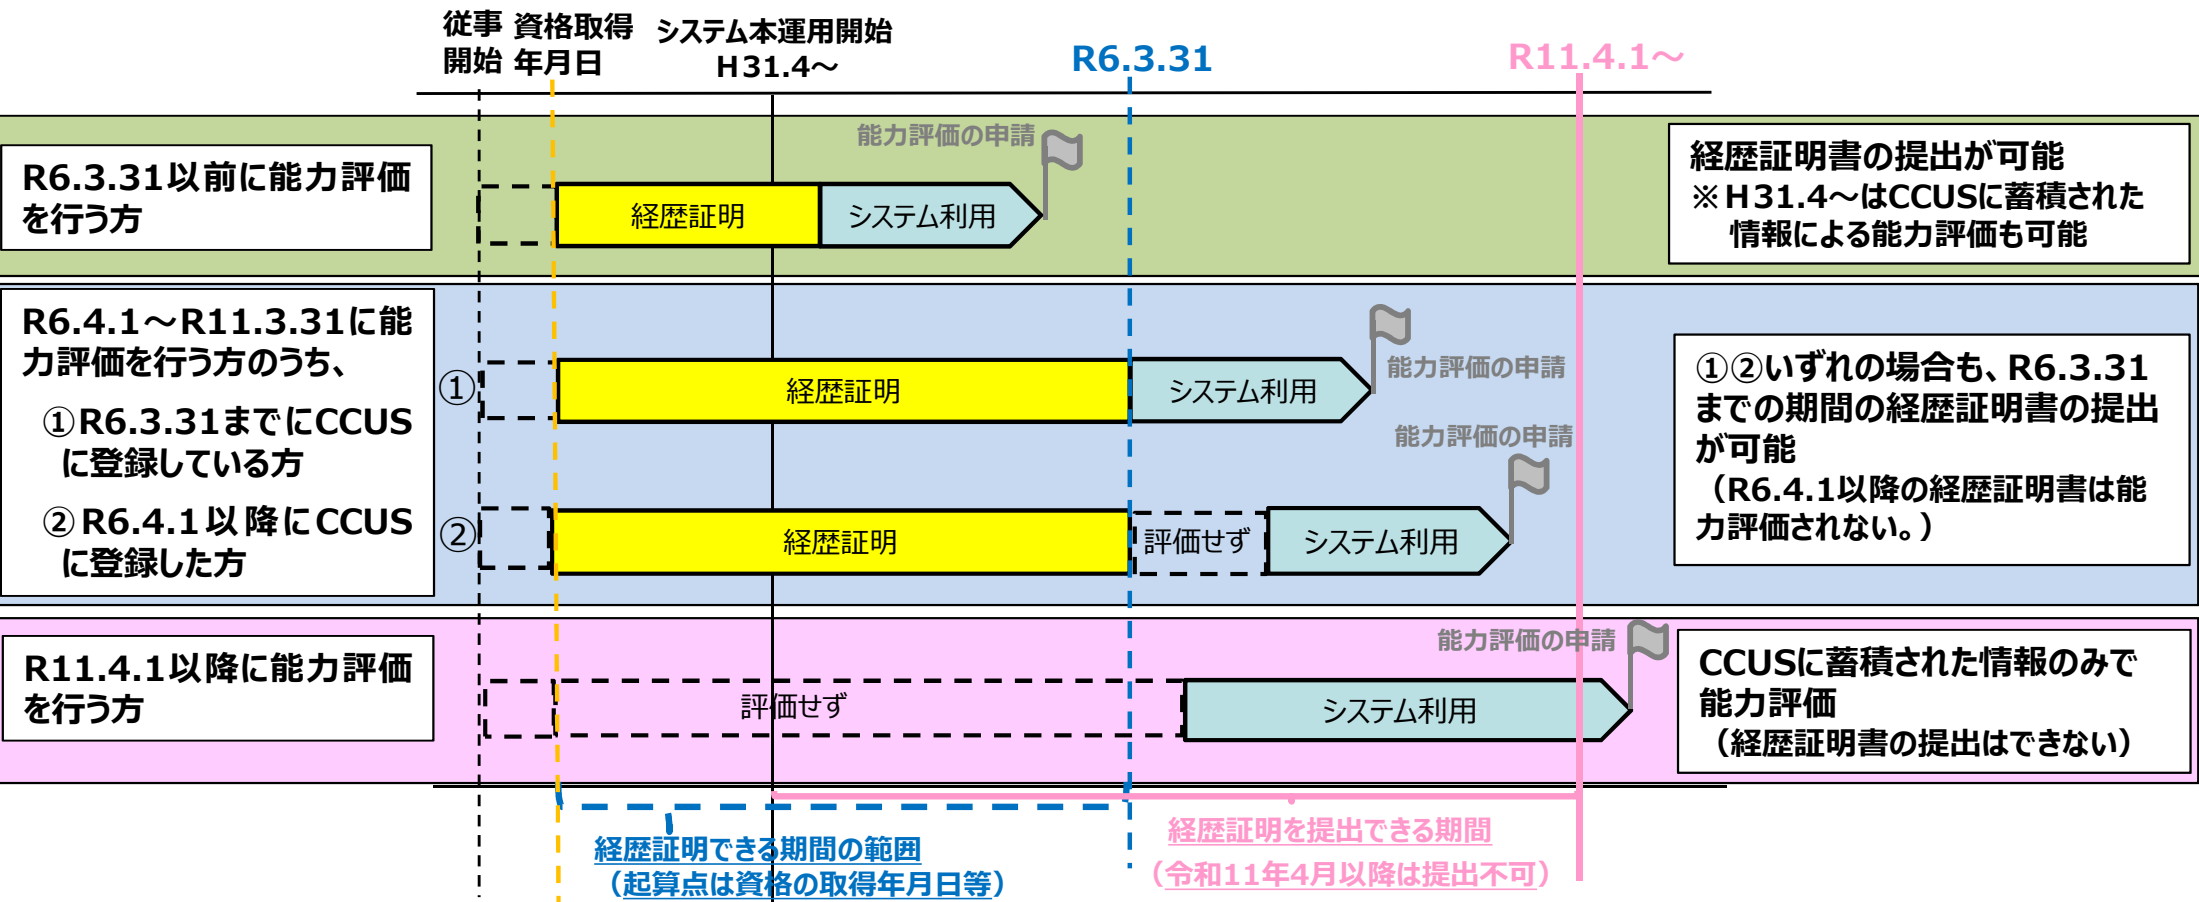 従事
開始
資格取得
年月日
システム本運用開始
H31.4～
R6.3.31
R11.4.1～
R6.3.31以前に能力評価
を行う方
経歴証明
システム利用
能力評価の申請
経歴証明書の提出が可能
※H31.4～はCCUSに蓄積された
情報による能力評価も可能
R6.4.1～R11.3.31に能
力評価を行う方のうち、
①R6.3.31までにCCUS
に登録している方
②R6.4.1以降にCCUS
に登録した方
①
経歴証明
システム利用
能力評価の申請
②
経歴証明
評価せず
システム利用
能力評価の申請
①②いずれの場合も、R6.3.31
までの期間の経歴証明書の提出
が可能
（R6.4.1以降の経歴証明書は能
力評価されない。）
R11.4.1以降に能力評価
を行う方
評価せず
システム利用
能力評価の申請
CCUSに蓄積された情報のみで
能力評価
（経歴証明書の提出はできない）
経歴証明できる期間の範囲
（起算点は資格の取得年月日等）
経歴証明を提出できる期間
（令和11年4月以降は提出不可）